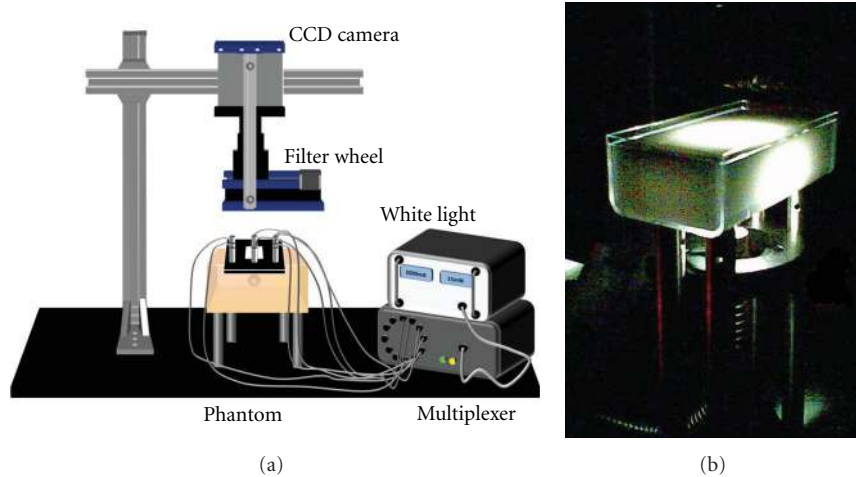 CCD camera
Filter wheel
White light
Phantom
Multiplexer
(a)
(b)